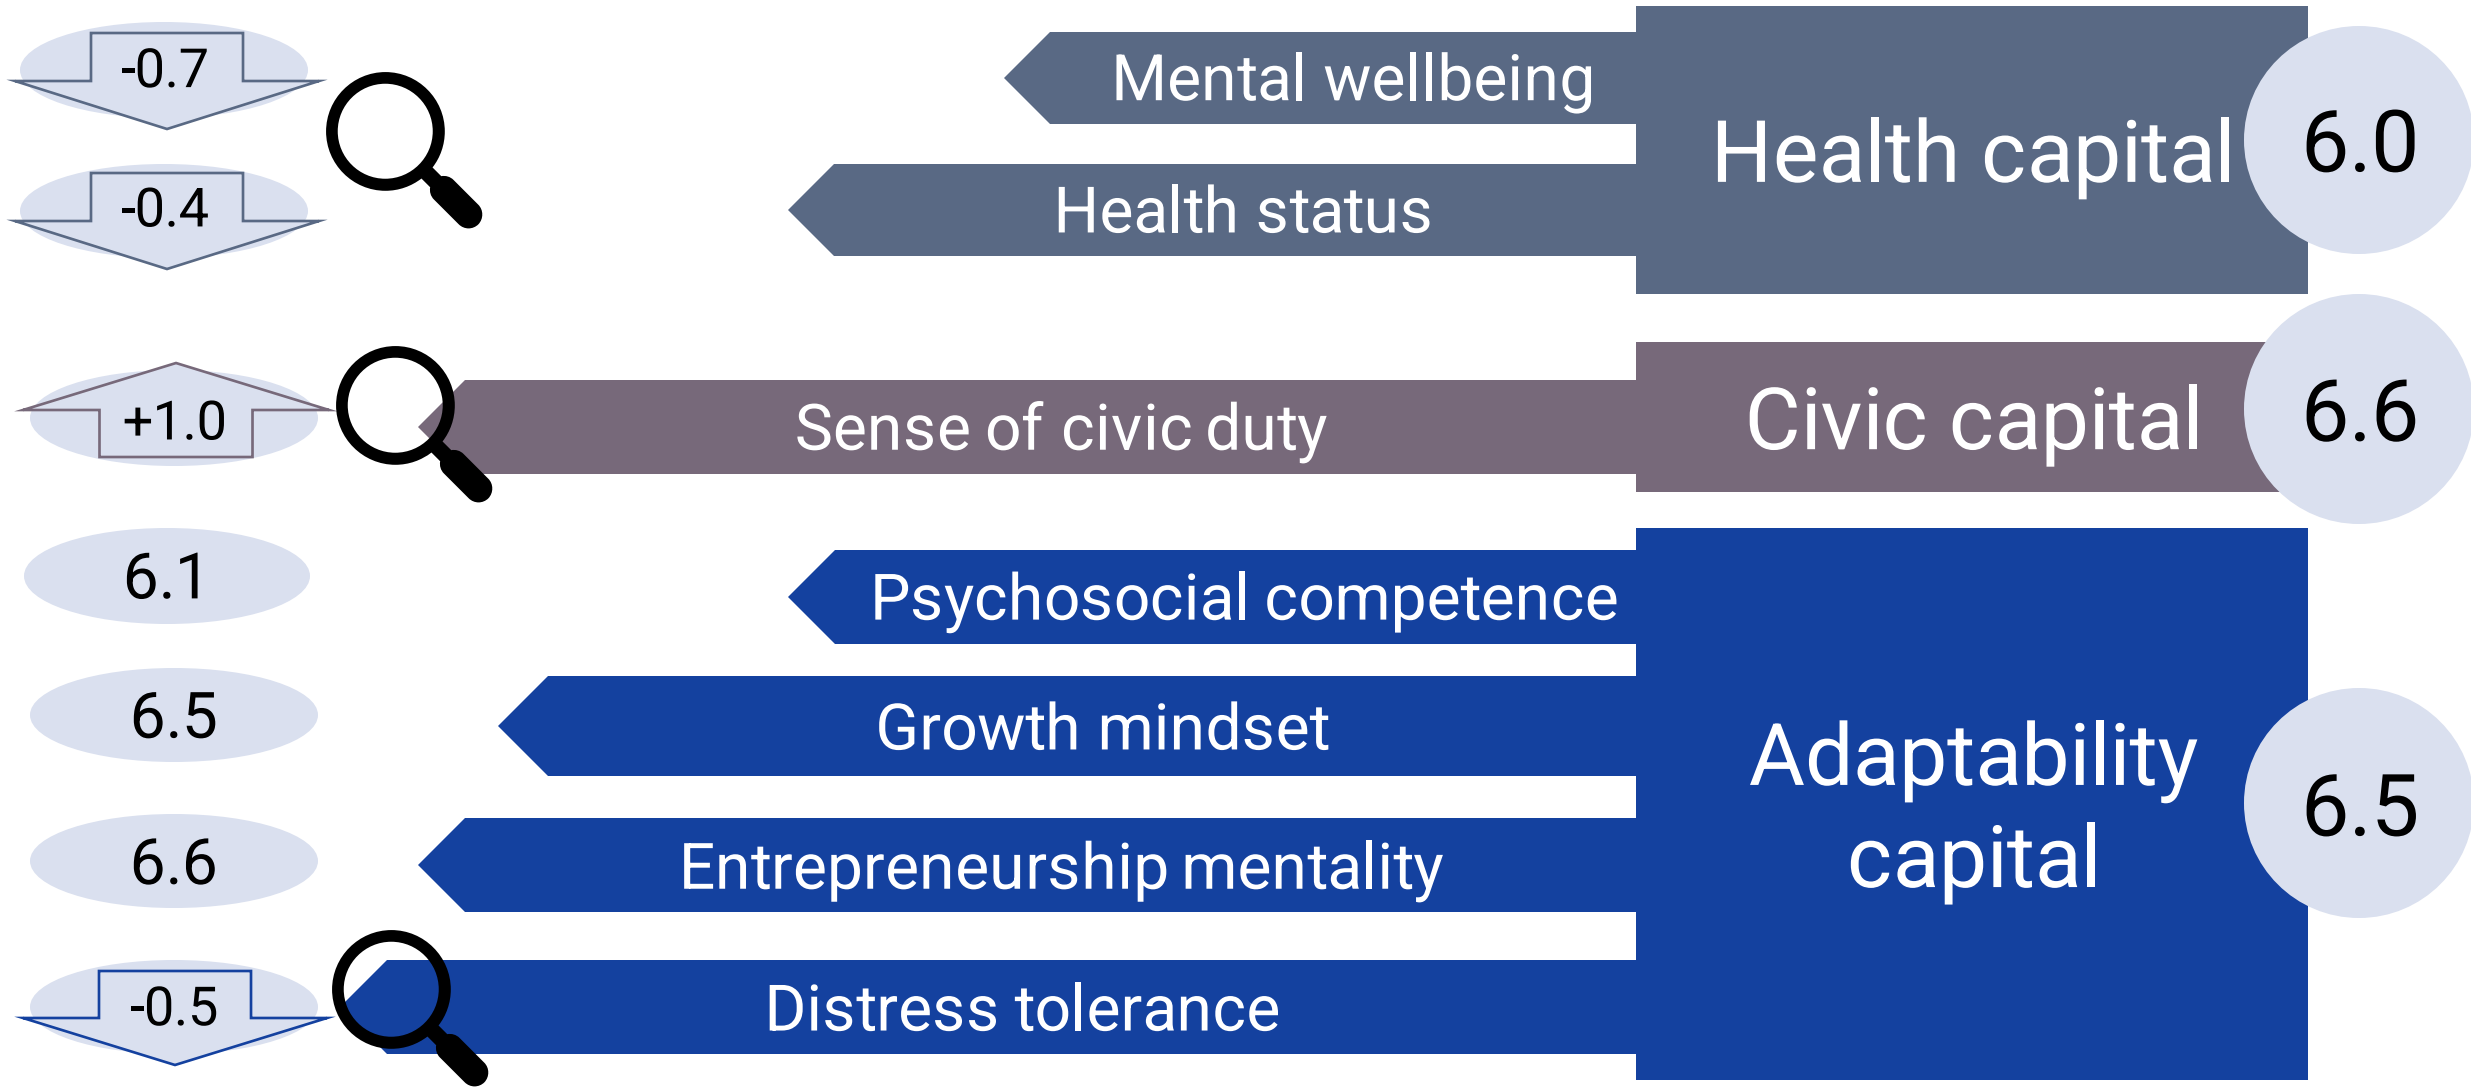 -0.7
Mental wellbeing
-0.4
Health status
Health capital
6.0
+1.0
Sense of civic duty
Civic capital
6.6
6.1
Psychosocial competence
6.5
Growth mindset
6.6
Entrepreneurship mentality
-0.5
Distress tolerance
Adaptability
capital
6.5